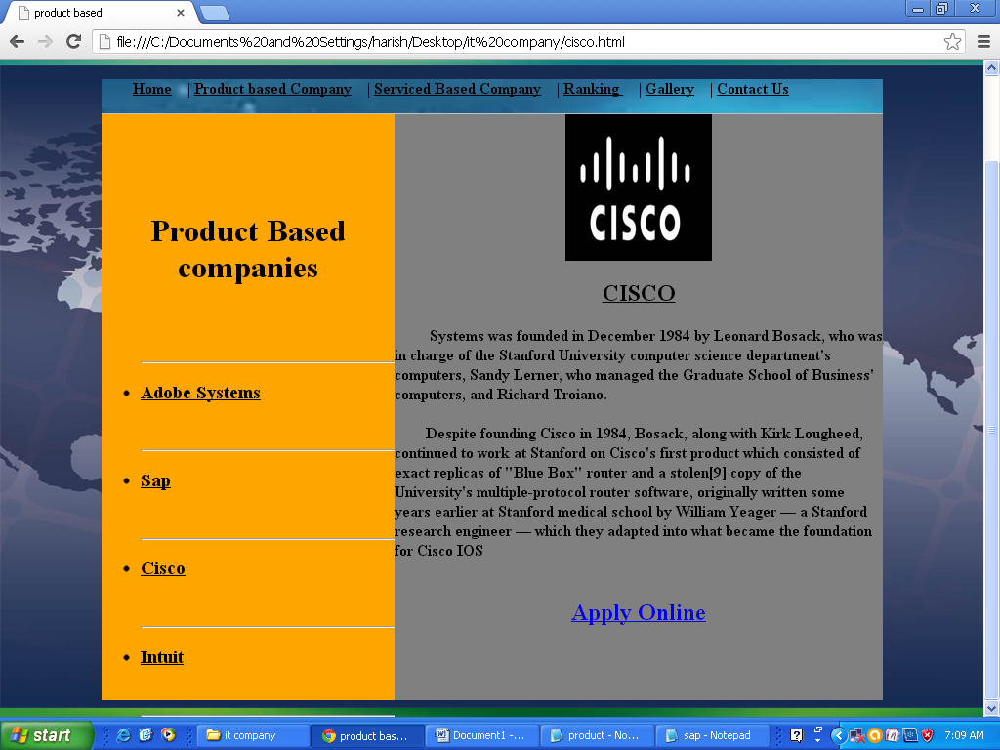 product based
file:///C:/Documents%20and%20Settings/harish/Desktop/it%20company/cisco.html
Home | Product based Company | Serviced Based Company | Ranking | Gallery | Contact Us
Product Based
companies
Adobe Systems
Sap
Cisco
Intuit
CISCO
CISCO
Systems was founded in December 1984 by Leonard Bosack, who was
in charge of the Stanford University computer science department's
computers, Sandy Lerner, who managed the Graduate School of Business'
computers, and Richard Troiano.
Despite founding Cisco in 1984, Bosack, along with Kirk Lougheed,
continued to work at Stanford on Cisco's first product which consisted of
exact replicas of "Blue Box" router and a stolen[9] copy of the
University's multiple-protocol router software, originally written some
years earlier at Stanford medical school by William Yeager — a Stanford
research engineer — which they adapted into what became the foundation
for Cisco IOS
Apply Online
start
it company
product bas...
Document1 -...
product - No...
sap - Notepad
7:09 AM